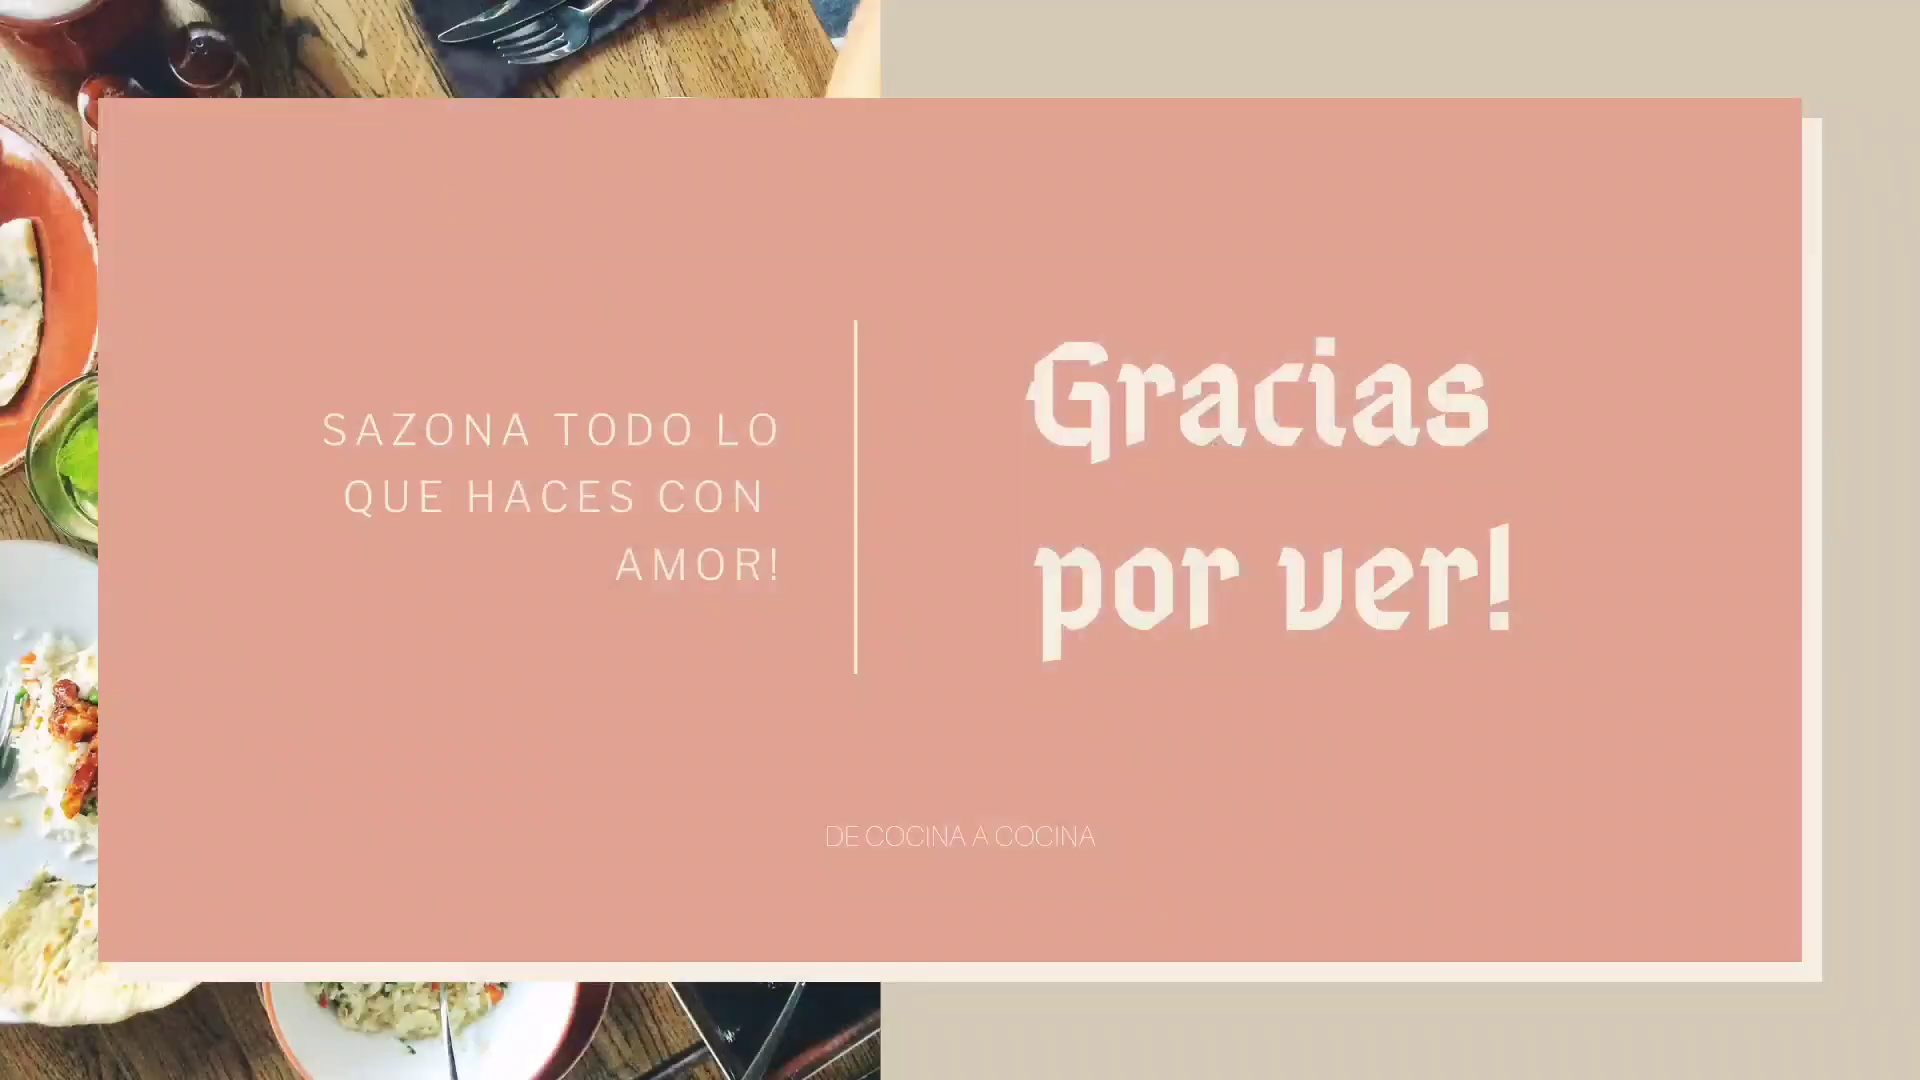 SAZONA TODO LO
QUE HACES CON
AMOR!
Gracias
por ver!
DE COCINA A COCINA